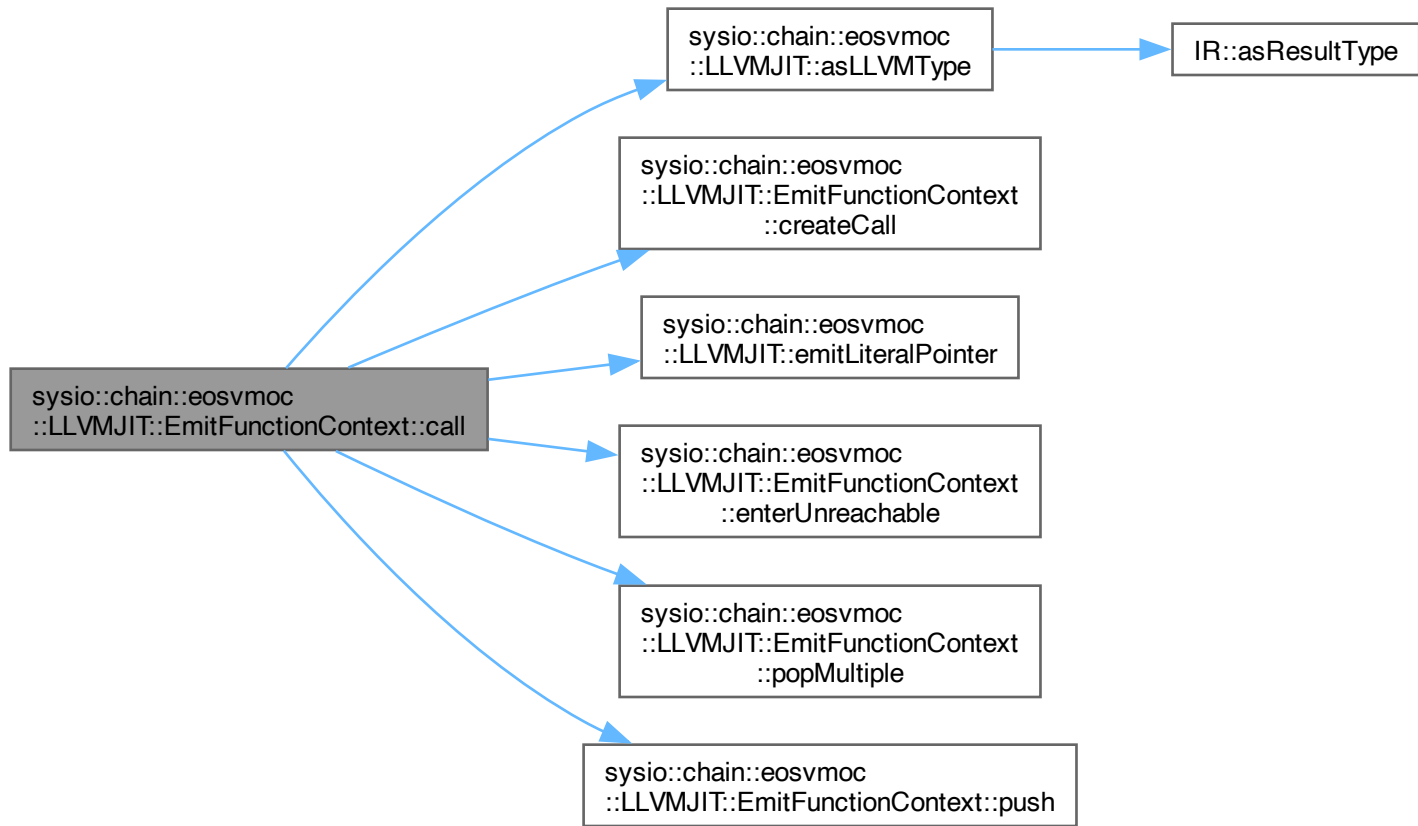 sysio::chain::eosvmoc
::LLVMJIT::asLLVMType
IR::asResultType
sysio::chain::eosvmoc
::LLVMJIT::EmitFunctionContext
::createCall
sysio::chain::eosvmoc
::LLVMJIT::emitLiteralPointer
sysio::chain::eosvmoc
::LLVMJIT::EmitFunctionContext::call
sysio::chain::eosvmoc
::LLVMJIT::EmitFunctionContext
::enterUnreachable
sysio::chain::eosvmoc
::LLVMJIT::EmitFunctionContext
::popMultiple
sysio::chain::eosvmoc
::LLVMJIT::EmitFunctionContext::push